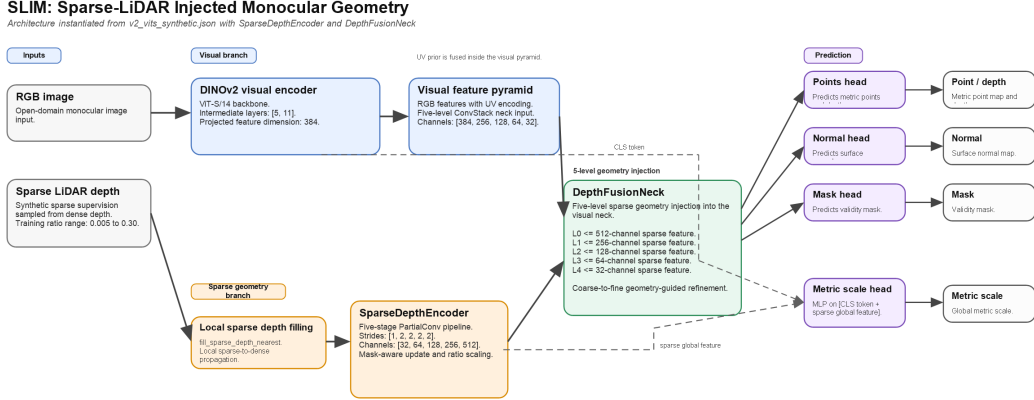 SLIM: Sparse-LiDAR Injected Monocular Geometry
Architecture instantiated from v2_vits_synthetic.json with SparseDepthEncoder and DepthFusionNeck
Inputs
Visual branch
UV prior is fused inside the visual pyramid.
Prediction
RGB image
Open-domain monocular image
input.
DINOv2 visual encoder
ViT-S/14 backbone.
Intermediate layers: [5, 11].
Projected feature dimension: 384.
Visual feature pyramid
RGB features with UV encoding.
Five-level ConvStack neck input.
Channels: [384, 256, 128, 64, 32].
Points head
Predicts metric points
Point / depth
Metric point map and
CLS token
Normal head
Predicts surface
Normal
Surface normal map.
5-level geometry injection
Sparse LiDAR depth
Synthetic sparse supervision
sampled from dense depth.
Training ratio range: 0.005 to 0.30.
DepthFusionNeck
Five-level sparse geometry injection into the
visual neck.
L0 <= 512-channel sparse feature.
L1 <= 256-channel sparse feature.
L2 <= 128-channel sparse feature.
L3 <= 64-channel sparse feature.
L4 <= 32-channel sparse feature.
Coarse-to-fine geometry-guided refinement.
Mask head
Predicts validity mask.
Mask
Validity mask.
Sparse geometry
branch
Local sparse depth filling
fill_sparse_depth_nearest.
Local sparse-to-dense
propagation.
SparseDepthEncoder
Five-stage PartialConv pipeline.
Strides: [1, 2, 2, 2, 2].
Channels: [32, 64, 128, 256, 512].
Mask-aware update and ratio scaling.
sparse global feature
Metric scale head
MLP on [CLS token +
sparse global feature].
Metric scale
Global metric scale.